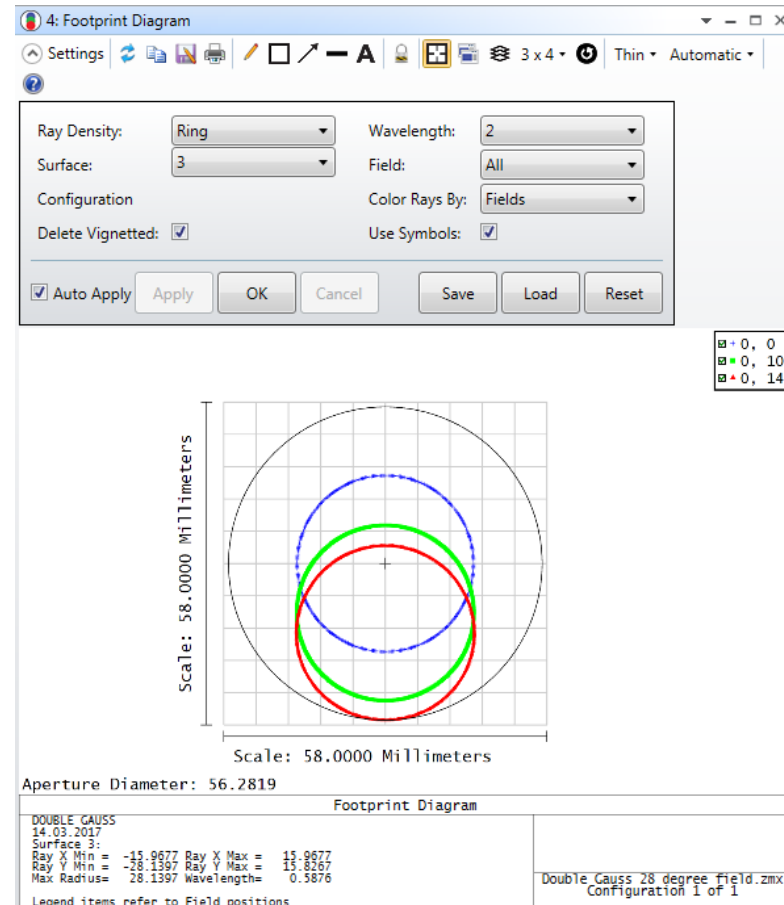 4: Footprint Diagram
Settings A 3 x 4 Thin Automatic
Ray Density: Ring Wavelength: 2
Surface: 3 Field: All
Configuration Color Rays By: Fields
Delete Vignetted: Use Symbols:
Auto Apply Apply OK Cancel Save Load Reset
0, 0
0, 10
0, 14
Scale: 58.0000 Millimeters
Scale: 58.0000 Millimeters
Aperture Diameter: 56.2819
Footprint Diagram
DOUBLE GAUSS
14.03.2017
Surface 3:
Ray X Min = -15.9677 Ray X Max = 15.9677
Ray Y Min = -28.1397 Ray Y Max = 15.8267
Max Radius= 28.1397 Wavelength= 0.5876
Legend items refer to Field positions
Double Gauss 28 degree field.zmx
Configuration 1 of 1